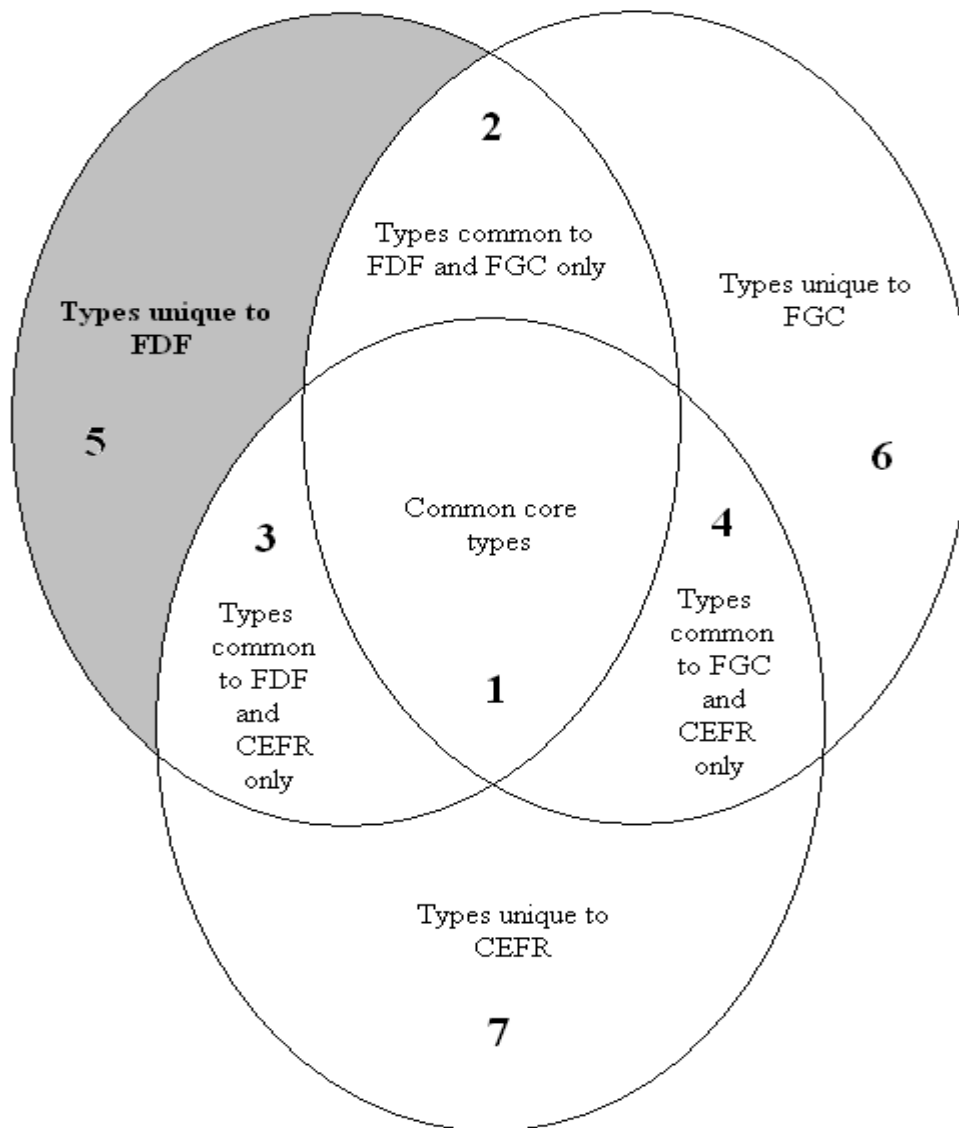 2
Types common to
FDF and FGC only
Types unique to
FDF
5
Types unique to
FGC
6
3
Types
common
to FDF
and
CEFR
only
Common core
types
1
4
Types
common
to FGC
and
CEFR
only
Types unique to
CEFR
7